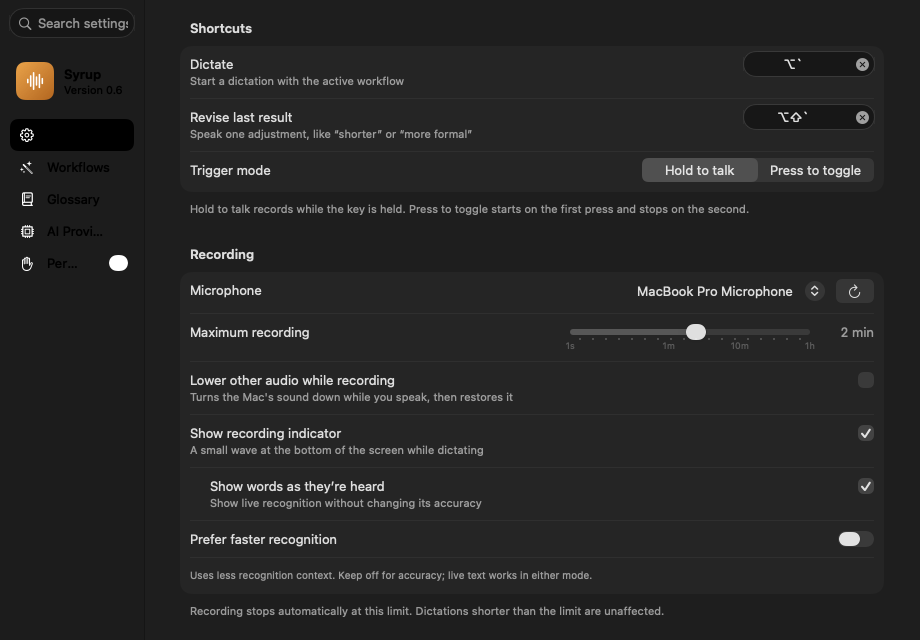 Search settings
Syrup
Version 0.6
Workflows
Glossary
AI Provi...
Per...
Shortcuts
Dictate
⌥`
Start a dictation with the active workflow
Revise last result
⌥⇧`
Speak one adjustment, like “shorter” or “more formal”
Trigger mode
Hold to talk
Press to toggle
Hold to talk records while the key is held. Press to toggle starts on the first press and stops on the second.
Recording
Microphone
MacBook Pro Microphone
Maximum recording
1s
1m
10m
1h
2 min
Lower other audio while recording
Turns the Mac's sound down while you speak, then restores it
Show recording indicator
A small wave at the bottom of the screen while dictating
Show words as they’re heard
Show live recognition without changing its accuracy
Prefer faster recognition
Uses less recognition context. Keep off for accuracy; live text works in either mode.
Recording stops automatically at this limit. Dictations shorter than the limit are unaffected.